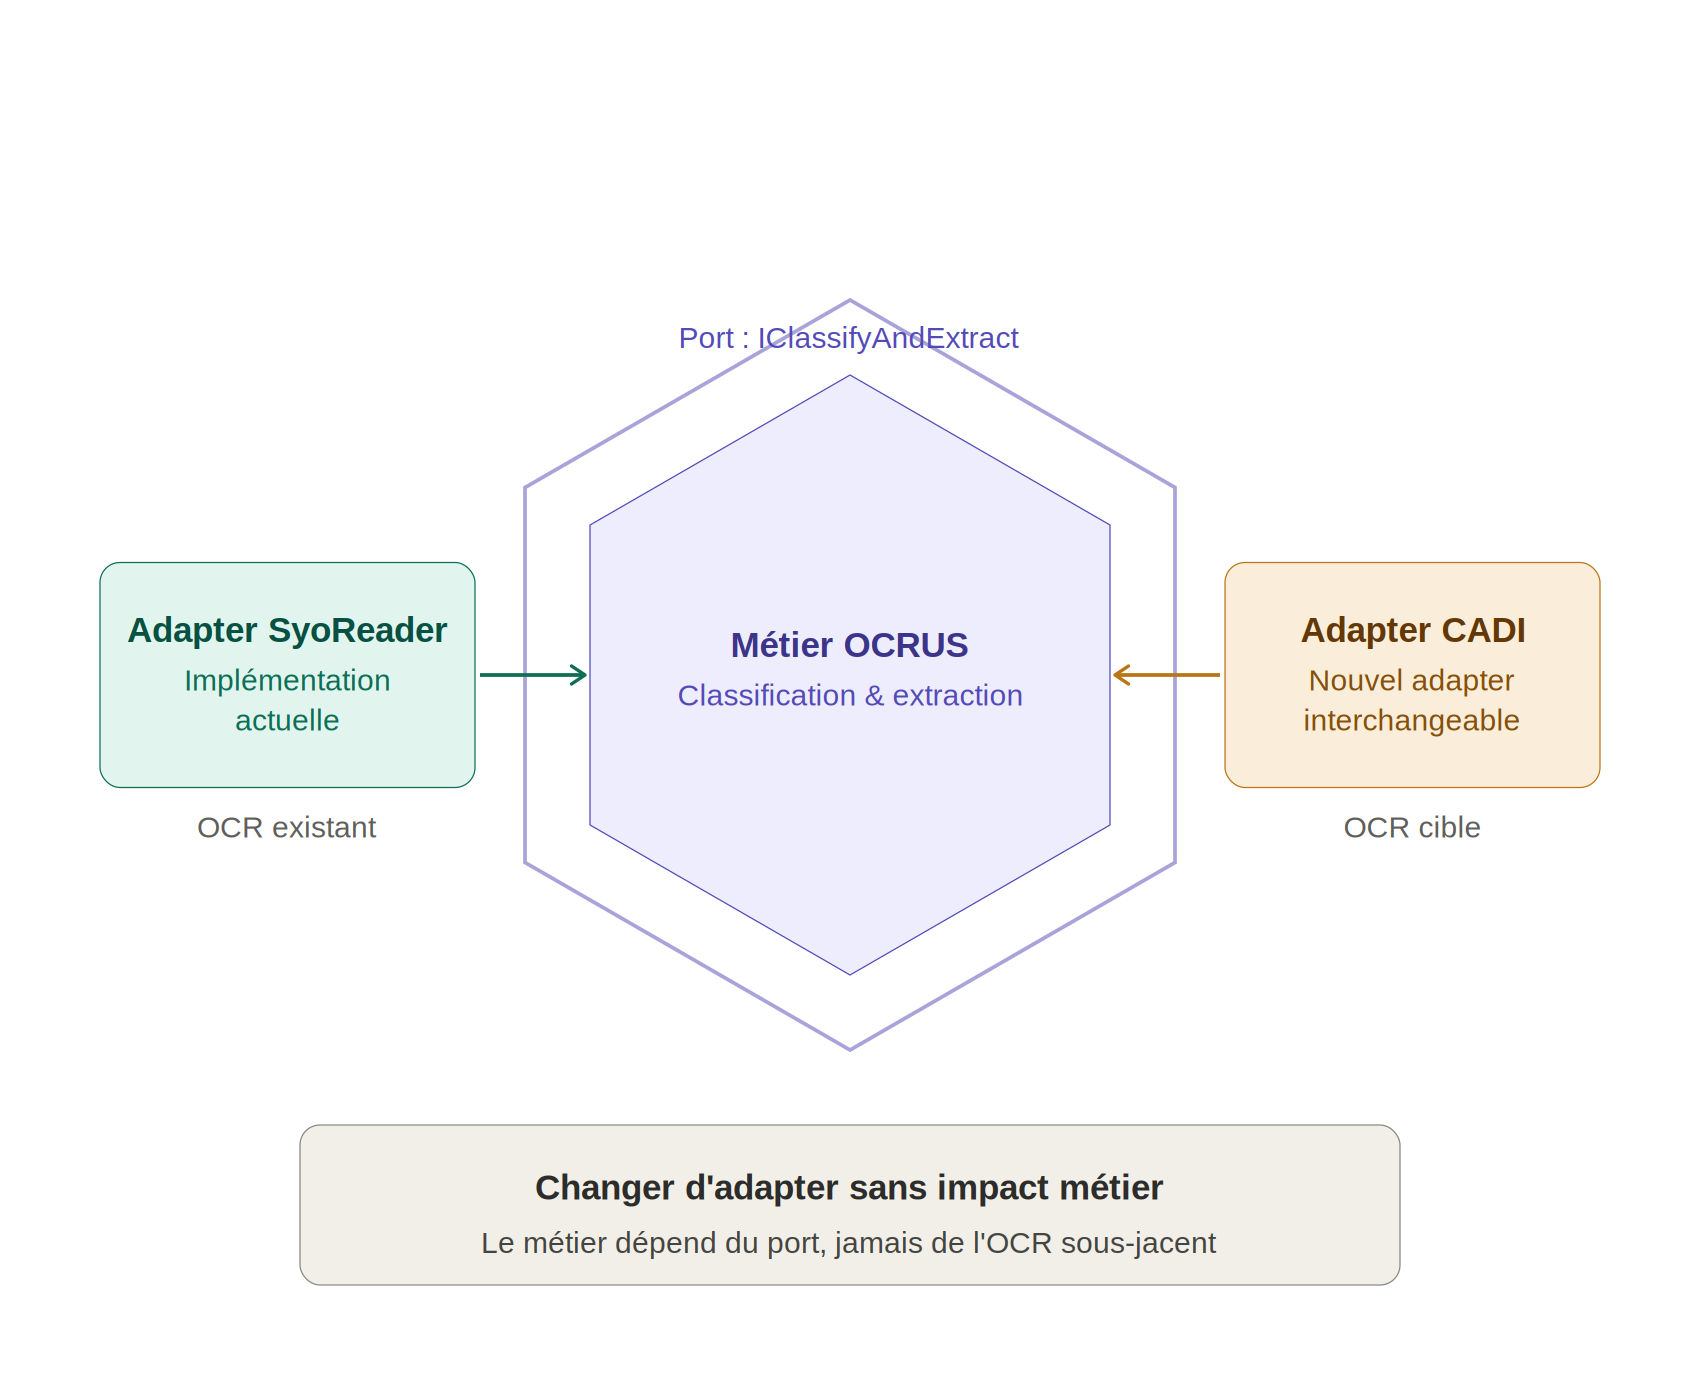 Port : IClassifyAndExtract
Adapter SyoReader
Implémentation
actuelle
OCR existant
Métier OCRUS
Classification & extraction
Adapter CADI
Nouvel adapter
interchangeable
OCR cible
Changer d'adapter sans impact métier
Le métier dépend du port, jamais de l'OCR sous-jacent